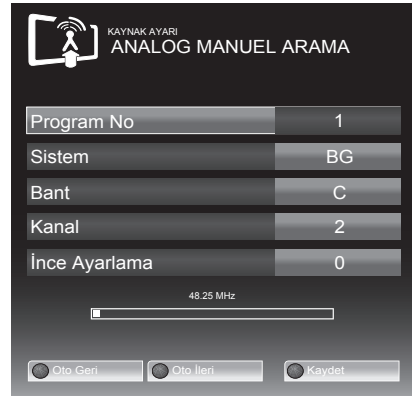 KAYNAK AYARI
ANALOG MANUEL ARAMA
Program No 1
Sistem BG
Bant C
Kanal 2
İnce Ayarlama 0
48.25 MHz
Oto Geri Oto İleri Kaydet